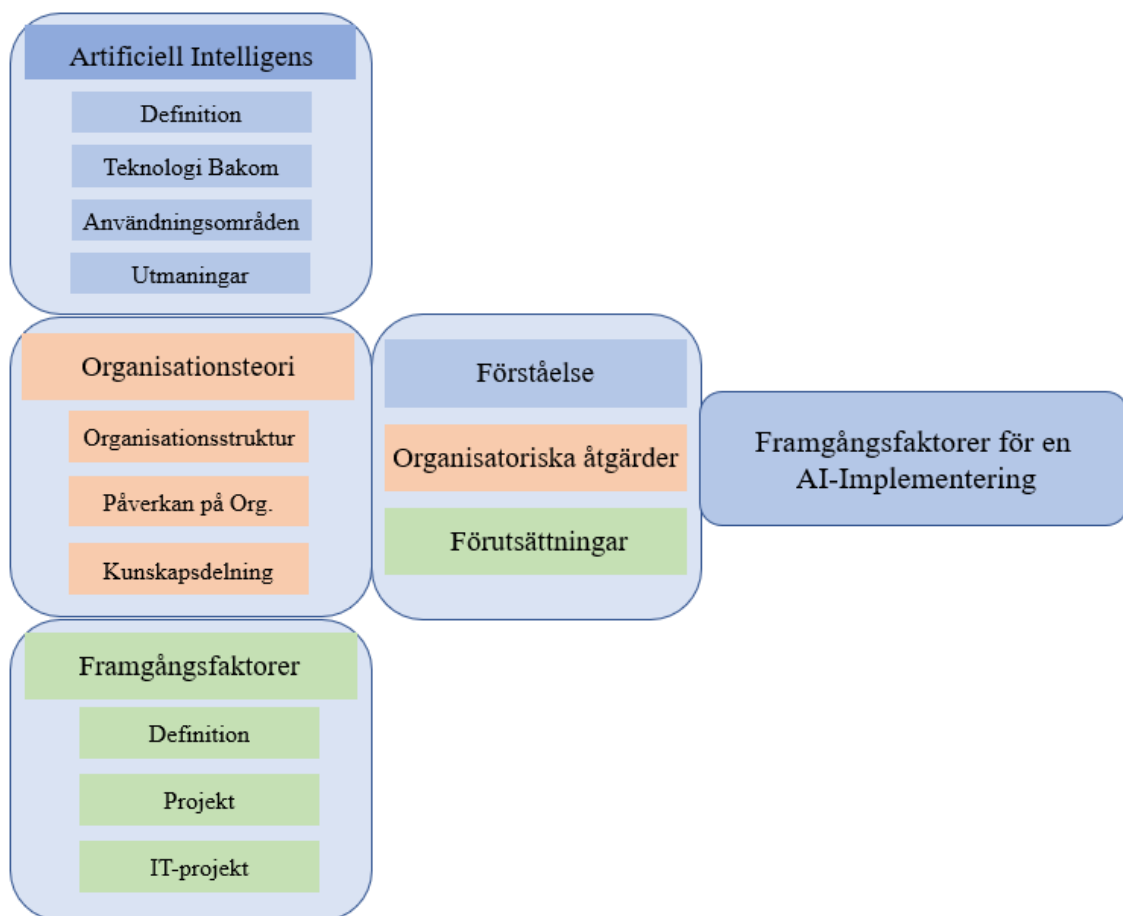 Artificiell Intelligens
Definition
Teknologi Bakom
Användningsområden
Utmaningar
Organisationsteori
Organisationsstruktur
Påverkan på Org.
Kunskapsdelning
Framgångsfaktorer
Definition
Projekt
IT-projekt
Förståelse
Organisatoriska åtgärder
Förutsättningar
Framgångsfaktorer för en
AI-Implementering